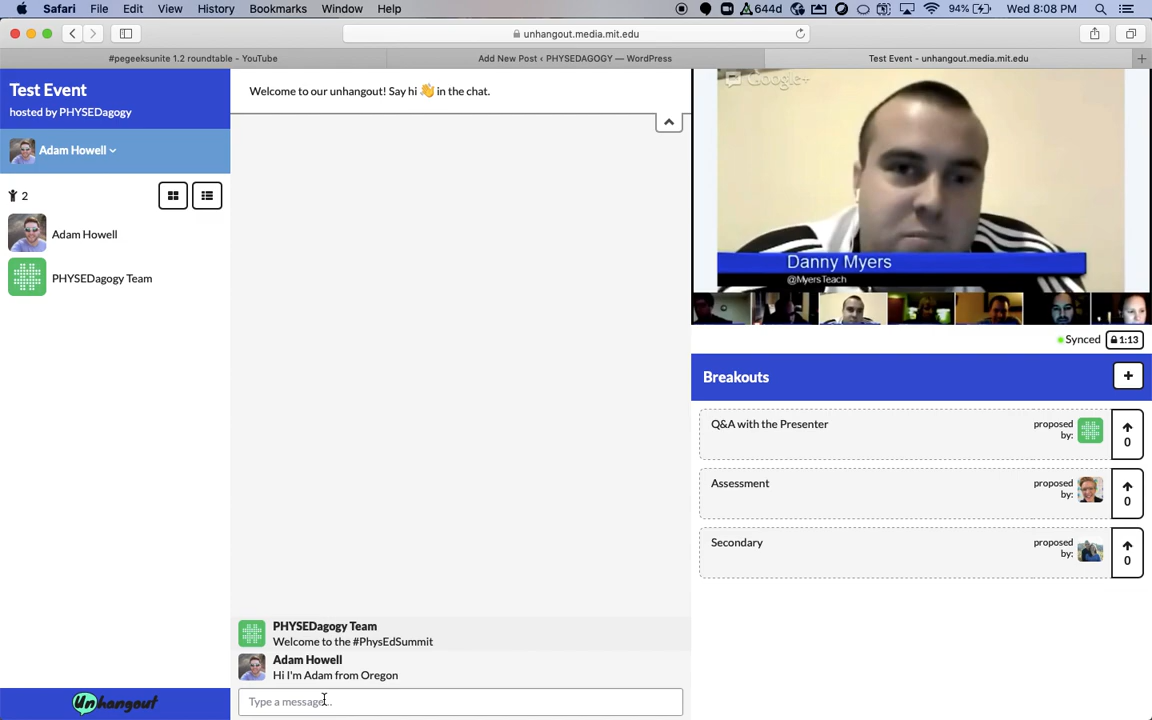 Safari File Edit View History Bookmarks Window Help 644d 94% Wed 8:08 PM
unhangout.media.mit.edu
#pegeeksunite 1.2 roundtable - YouTube
Add New Post ‹ PHYSEDAGOGY — WordPress
Test Event - unhangout.media.mit.edu
Test Event
hosted by PHYSEDagogy
Adam Howell
2
Adam Howell
PHYSEDagogy Team
Unhangout
Welcome to our unhangout! Say hi 👋 in the chat.
PHYSEDagogy Team
Welcome to the #PhysEdSummit
Adam Howell
Hi I'm Adam from Oregon
Type a message...
Google+
Danny Myers
@MyersTeach
Synced 1:13
Breakouts +
Q&A with the Presenter
proposed
by:
0
Assessment
proposed
by:
0
Secondary
proposed
by:
0